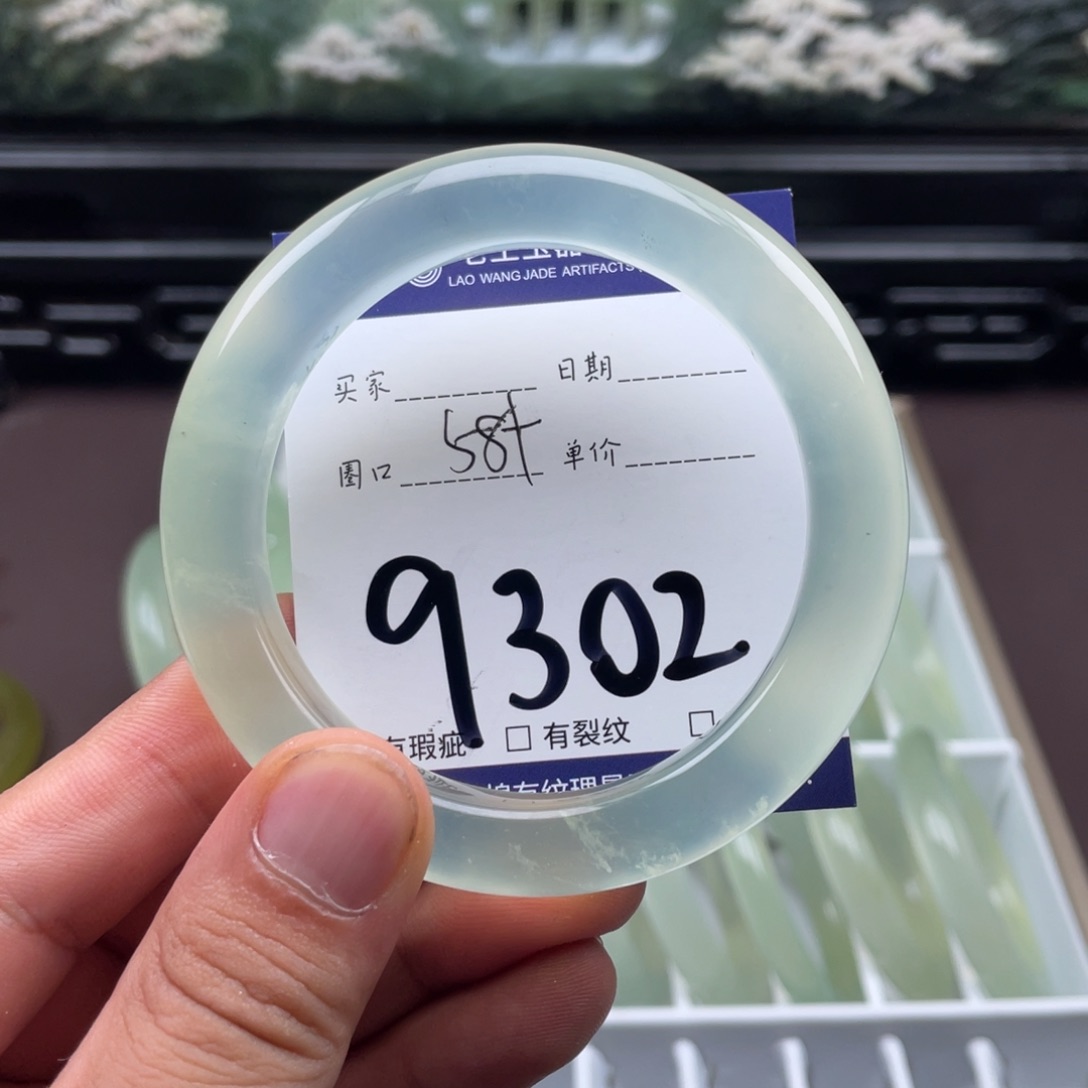 LAO WANG JADE ARTIFACTS
买家 日期
圈口 58+ 单价
9302
瑕疵 □ 有裂纹 □